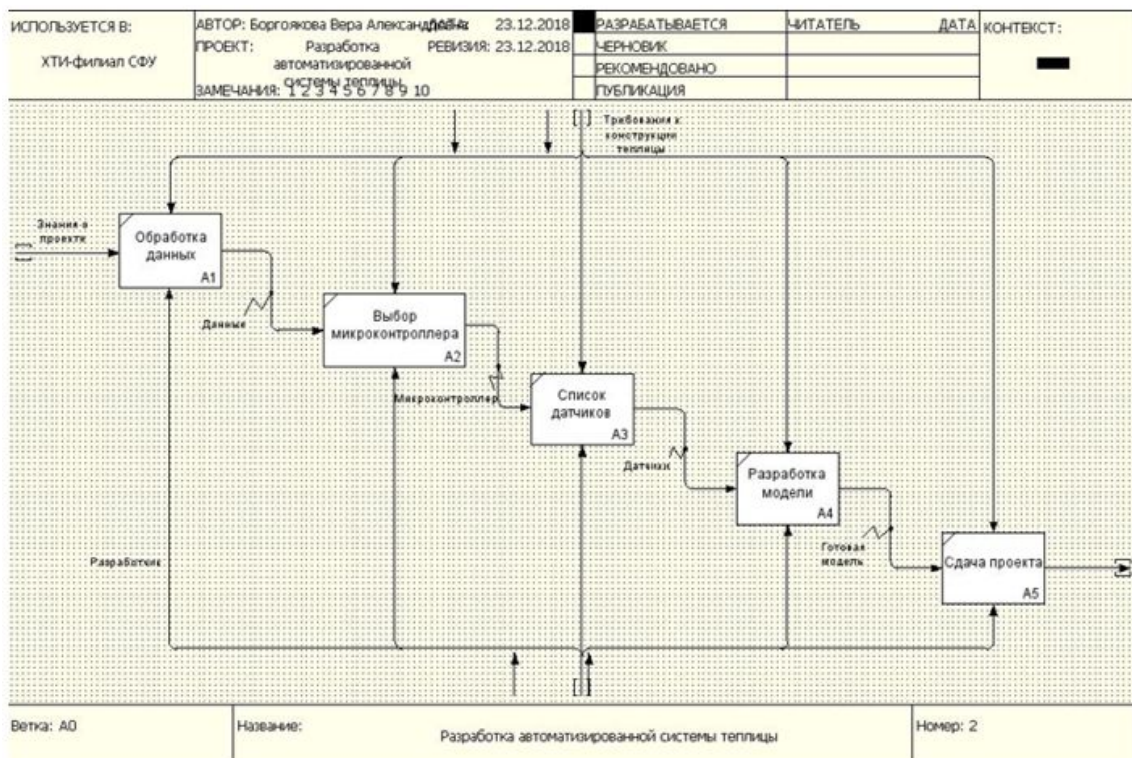 ИСПОЛЬЗУЕТСЯ В:
ХТИ-филиал СФУ
АВТОР: Боргоякова Вера Александровна
ДАТА: 23.12.2018
ПРОЕКТ: Разработка
автоматизированной
системы теплицы
РЕВИЗИЯ: 23.12.2018
ЗАМЕЧАНИЯ: 1 2 3 4 5 6 7 8 9 10
РАЗРАБАТЫВАЕТСЯ
ЧЕРНОВИК
РЕКОМЕНДОВАНО
ПУБЛИКАЦИЯ
ЧИТАТЕЛЬ ДАТА
КОНТЕКСТ:
Требования к
конструкции
теплицы
Знания о
проекте
Обработка
данных
A1
Данные
Выбор
микроконтроллера
A2
Микроконтроллер
Список
датчиков
A3
Датчики
Разработка
модели
A4
Готовая
модель
Сдача проекта
A5
Разработчик
Ветка: A0
Название:
Разработка автоматизированной системы теплицы
Номер: 2